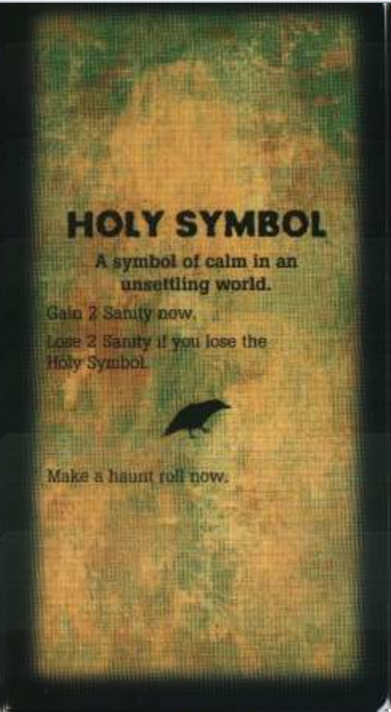 HOLY SYMBOL
A symbol of calm in an
unsettling world.
Gain 2 Sanity now.
Lose 2 Sanity if you lose the
Holy Symbol.
Make a haunt roll now.